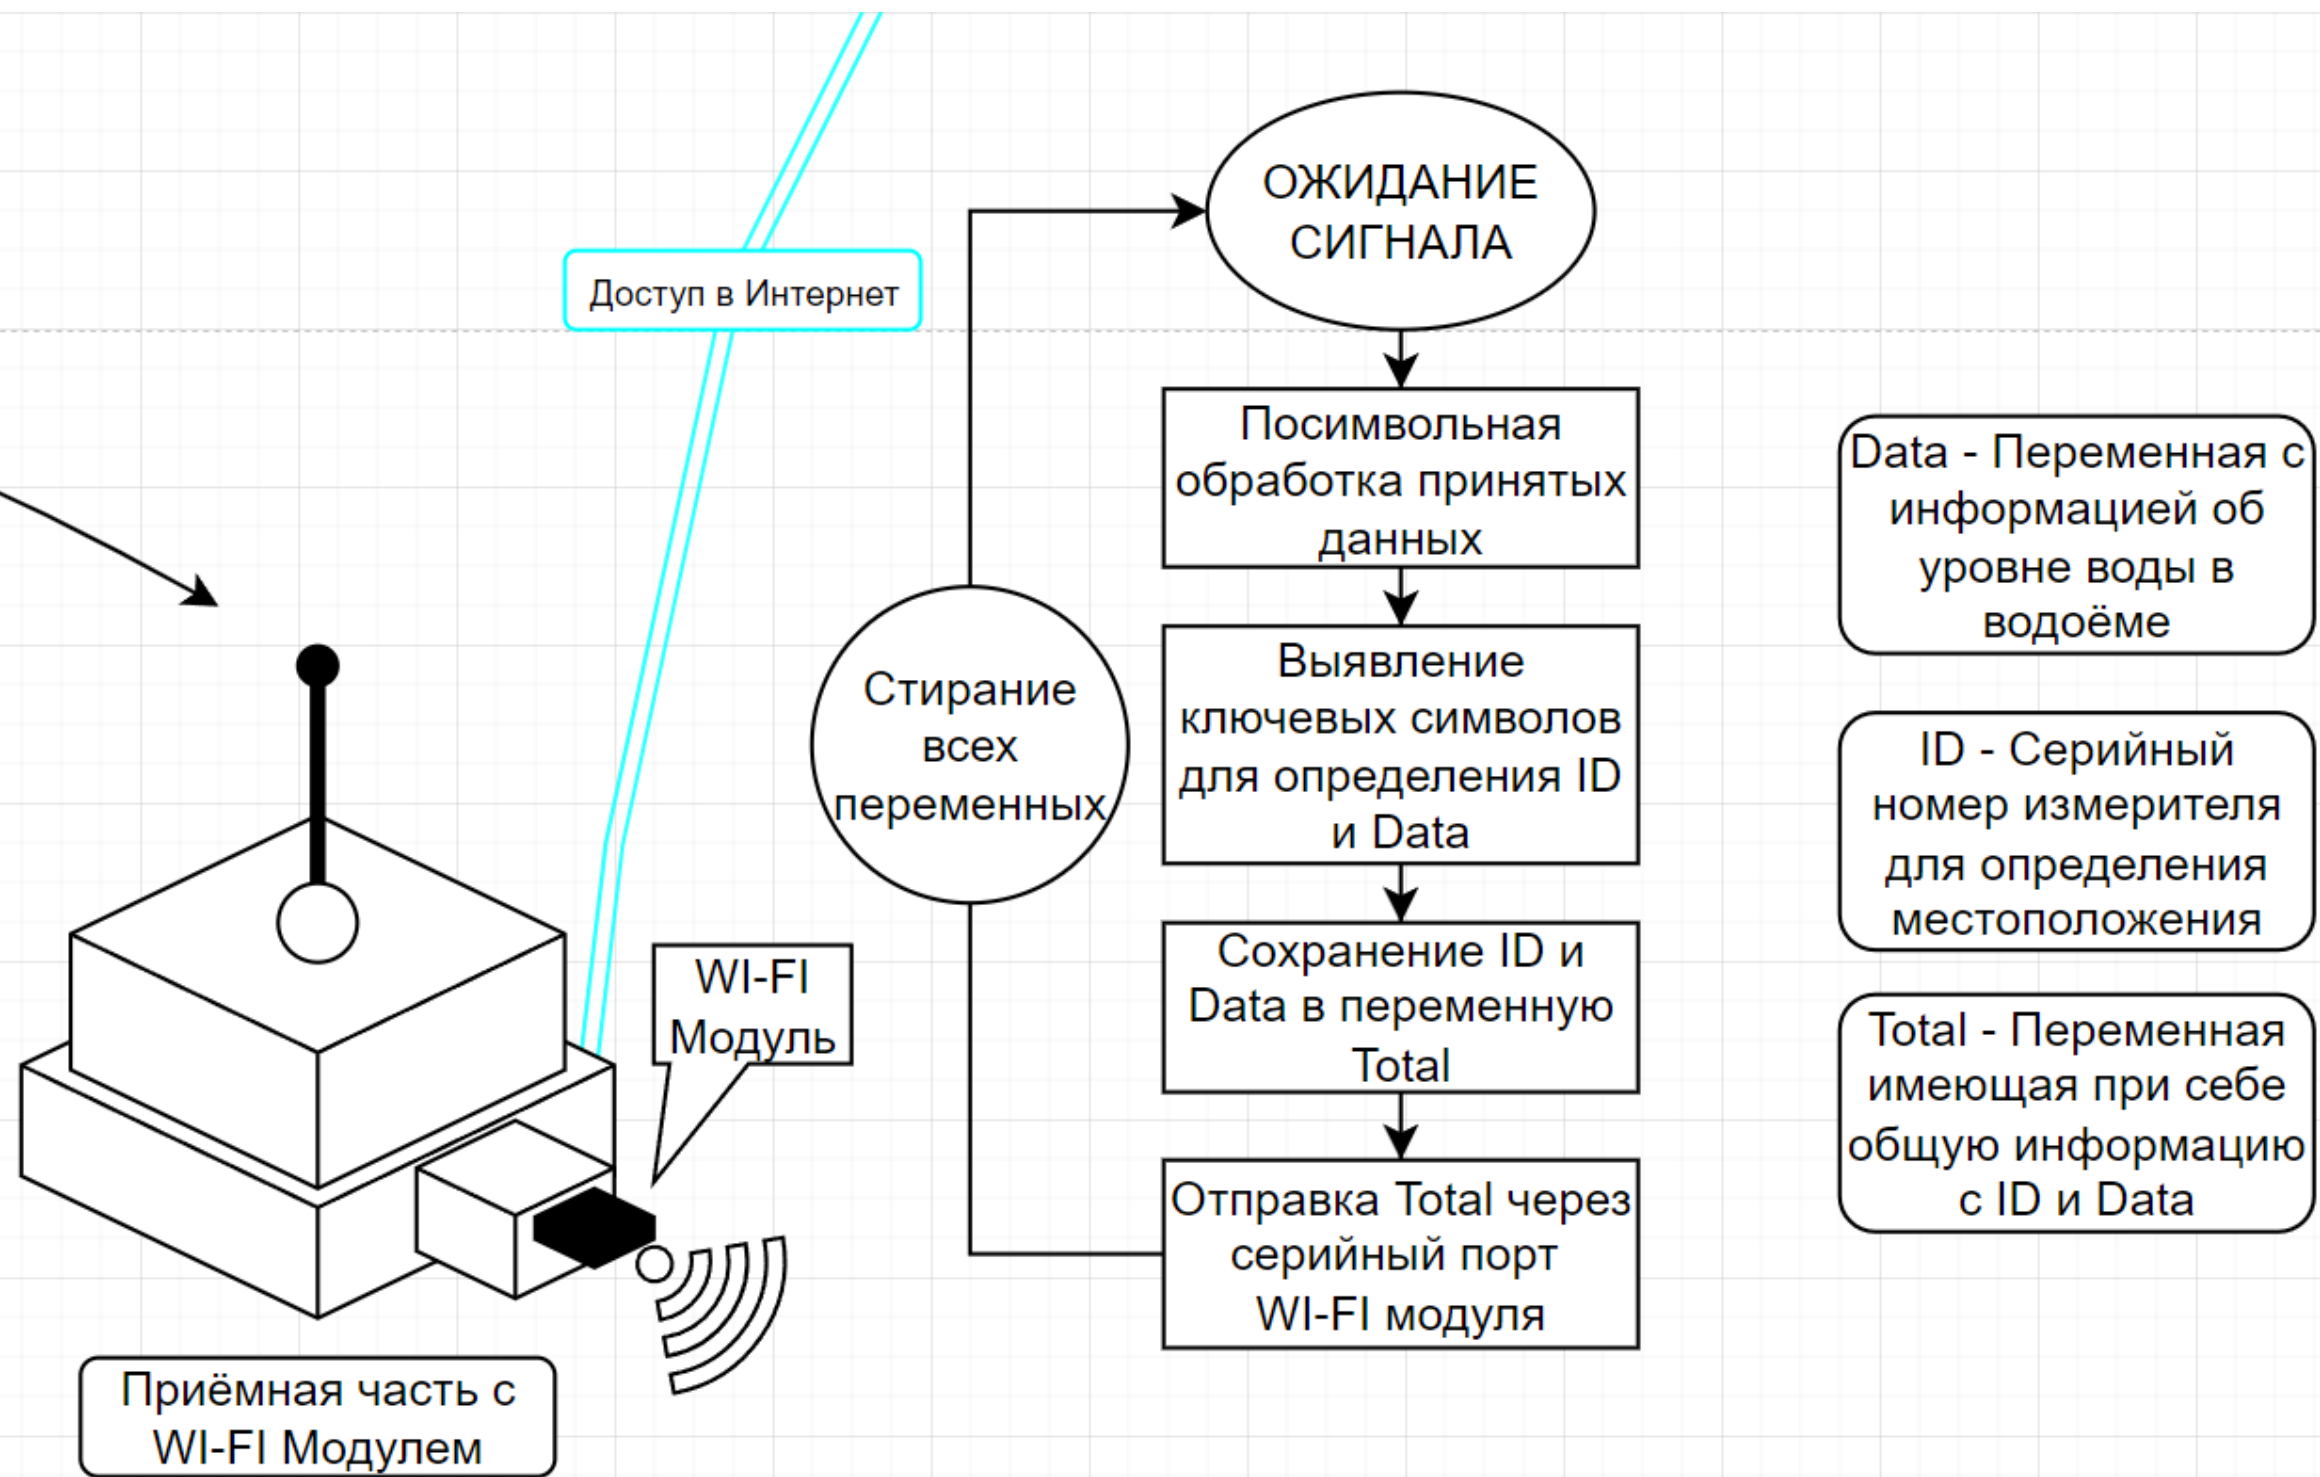 Доступ в Интернет
ОЖИДАНИЕ
СИГНАЛА
Посимвольная
обработка принятых
данных
Выявление
ключевых символов
для определения ID
и Data
Сохранение ID и
Data в переменную
Total
Отправка Total через
серийный порт
WI-FI модуля
Стирание
всех
переменных
Data - Переменная с
информацией об
уровне воды в
водоёме
ID - Серийный
номер измерителя
для определения
местоположения
Total - Переменная
имеющая при себе
общую информацию
с ID и Data
WI-FI
Модуль
Приёмная часть с
WI-FI Модулем